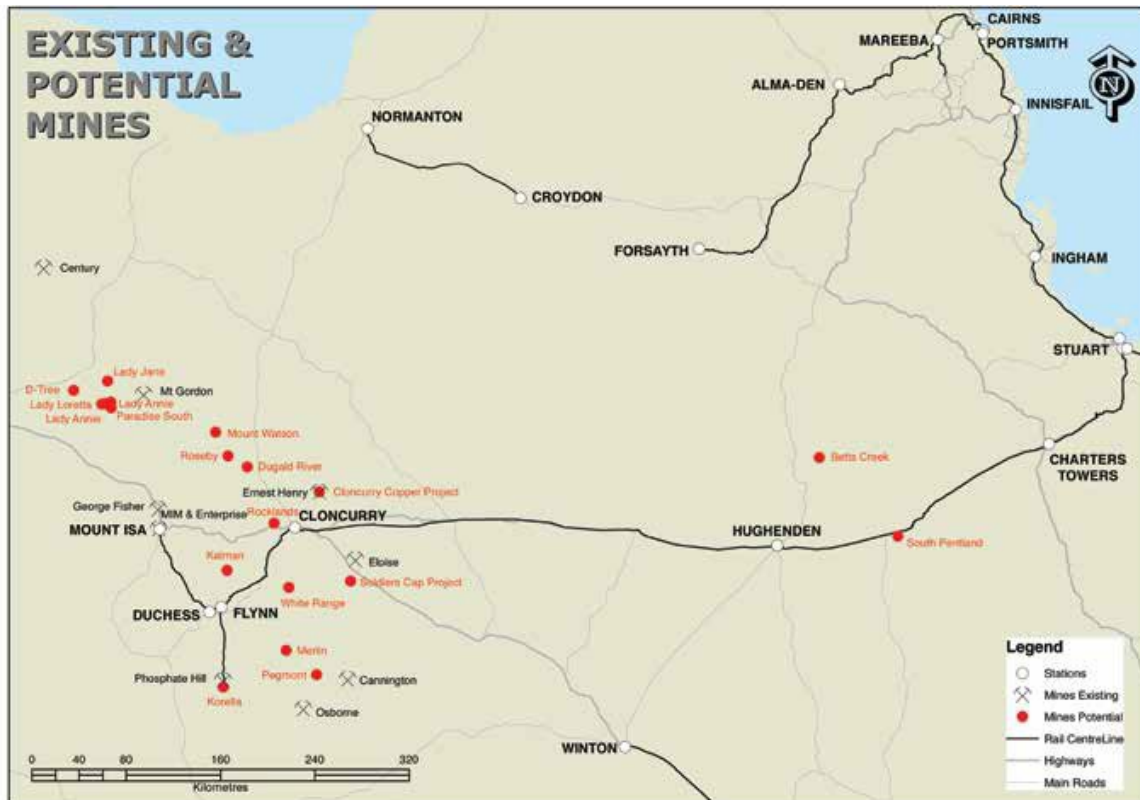 EXISTING &
POTENTIAL
MINES
CAIRNS
MAREEBA
PORTSMITH
N
ALMA-DEN
INNISFAIL
NORMANTON
CROYDON
FORSAYTH
INGHAM
Century
STUART
Lady Jane
D-Tree
Mt Gordon
Lady Loretta
Lady Annie
Lady Annie
Paradise South
Mount Watson
Roseby
Dugald River
Betts Creek
CHARTERS
TOWERS
Ernest Henry
Cloncurry Copper Project
George Fisher
MIM & Enterprise
Rocklands
CLONCURRY
MOUNT ISA
HUGHENDEN
South Pentland
Kalman
Eloise
Soldiers Cap Project
White Range
DUCHESS
FLYNN
Merlin
Phosphate Hill
Pegmont
Cannington
Korella
Osborne
WINTON
Legend
Stations
Mines Existing
Mines Potential
Rail CentreLine
Highways
Main Roads
0 40 80 160 240 320
Kilometres